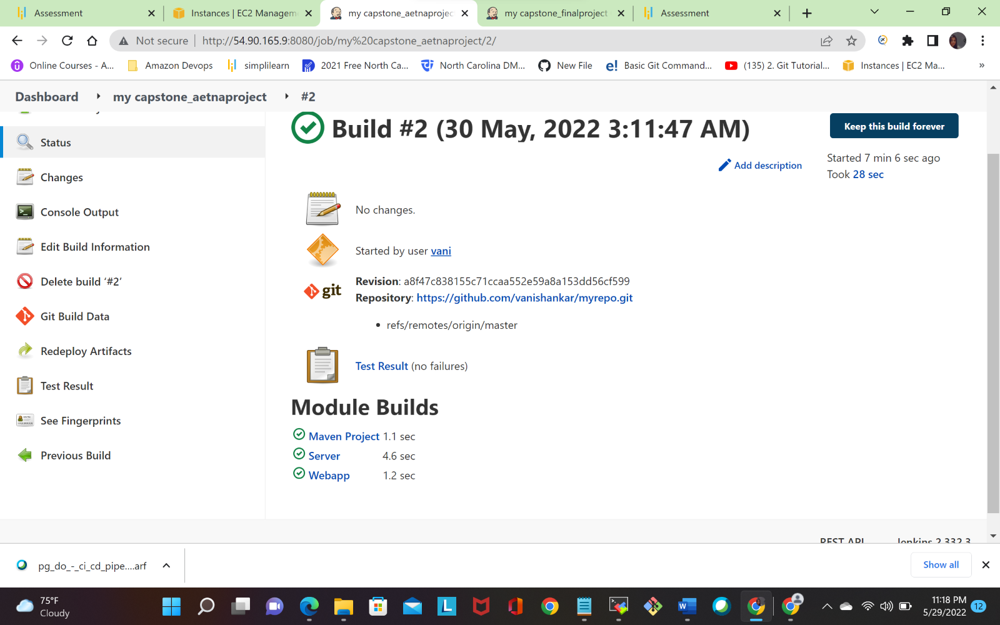 Assessment
Instances | EC2 Managem
my capstone_aetnaprojec
my capstone_finalproject
Assessment
Not secure
http://54.90.165.9:8080/job/my%20capstone_aetnaproject/2/
Online Courses - A...
Amazon Devops
simplilearn
2021 Free North Ca...
North Carolina DM...
New File
e! Basic Git Command...
(135) 2. Git Tutorial...
Instances | EC2 Ma...
»
Dashboard
my capstone_aetnaproject
#2
Status
Changes
Console Output
Edit Build Information
Delete build ‘#2’
Git Build Data
Redeploy Artifacts
Test Result
See Fingerprints
Previous Build
Build #2 (30 May, 2022 3:11:47 AM)
Keep this build forever
Add description
Started 7 min 6 sec ago
Took 28 sec
No changes.
Started by user vani
git
Revision: a8f47c838155c71ccaa552e59a8a153dd56cf599
Repository: https://github.com/vanishankar/myrepo.git
refs/remotes/origin/master
Test Result (no failures)
Module Builds
Maven Project 1.1 sec
Server 4.6 sec
Webapp 1.2 sec
REST API
Jenkins 2.332.3
pg_do_-_ci_cd_pipe....arf
Show all
75°F
Cloudy
11:18 PM
5/29/2022
12